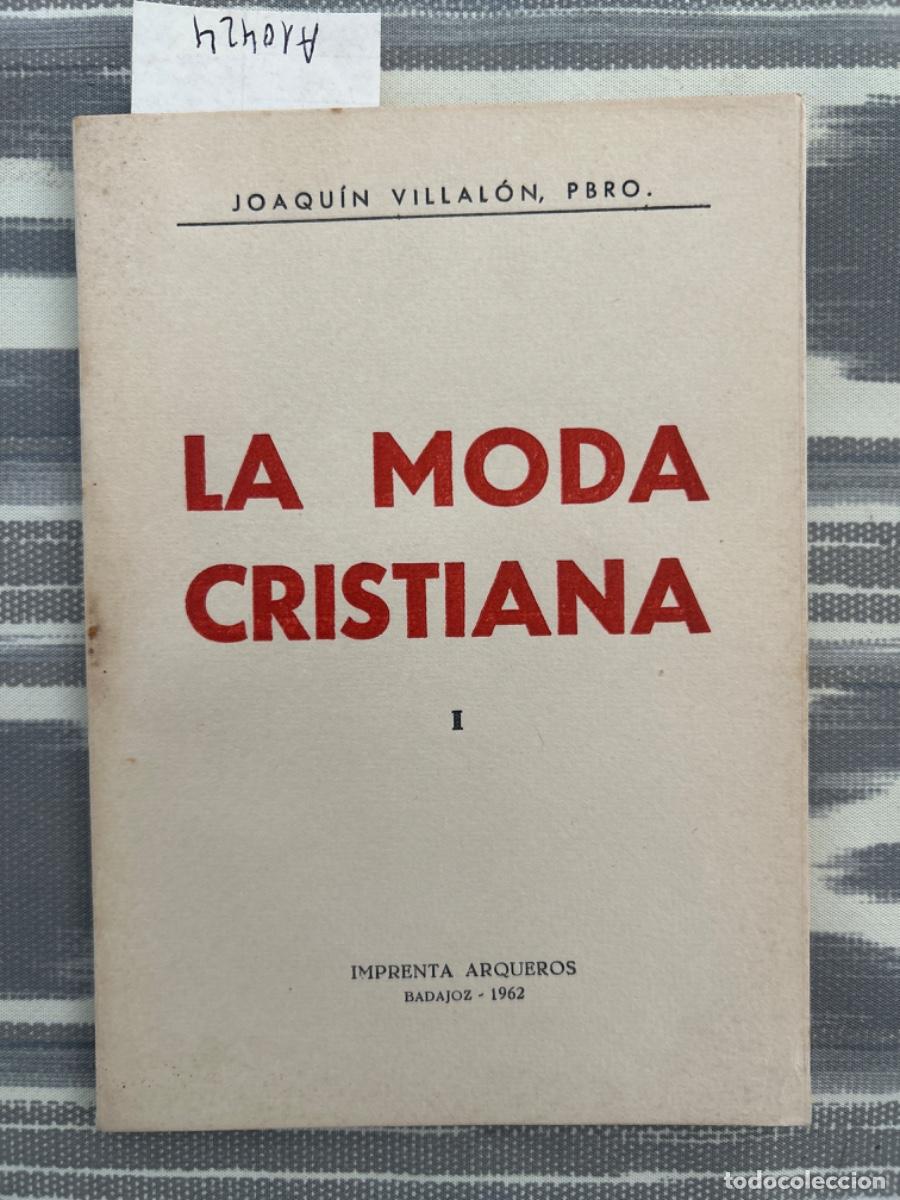 A10424
JOAQUÍN VILLALÓN, PBRO.
LA MODA
CRISTIANA
I
IMPRENTA ARQUEROS
BADAJOZ - 1962
todocoleccion